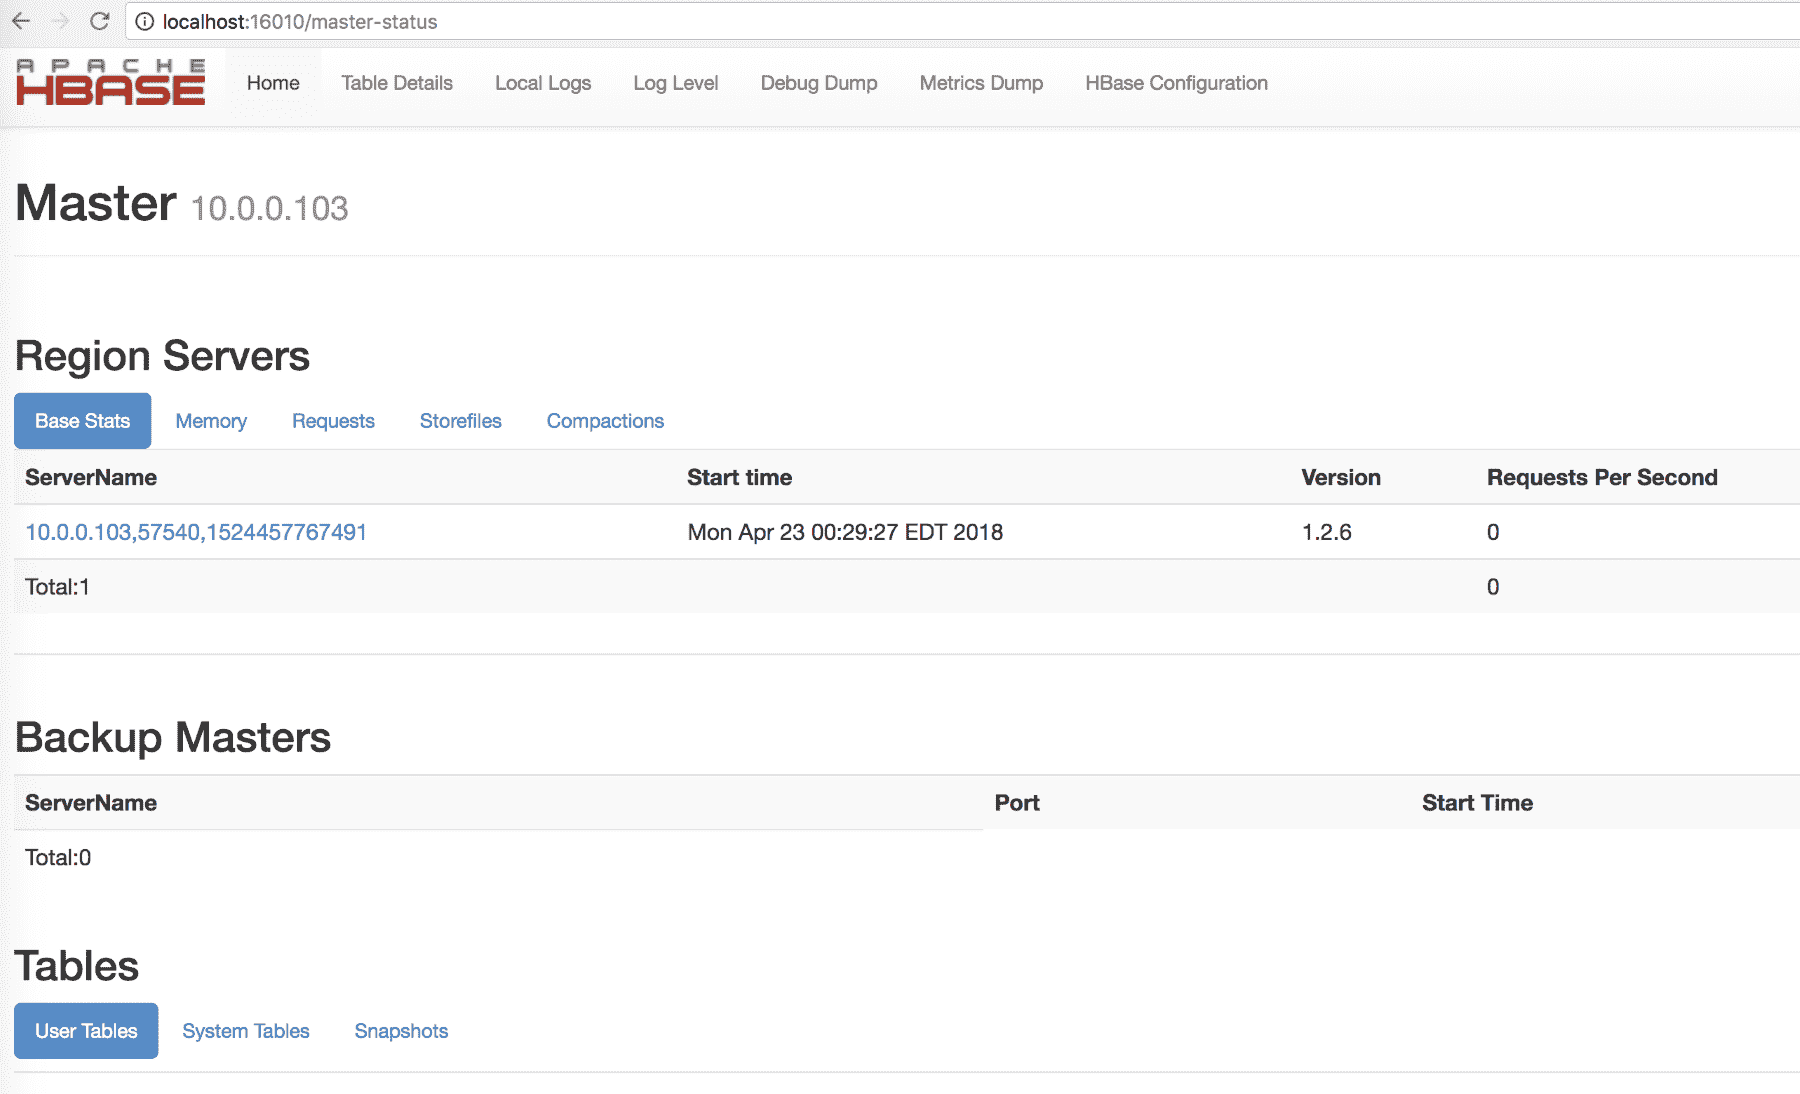 localhost:16010/master-status
APACHE
HBASE
Home Table Details Local Logs Log Level Debug Dump Metrics Dump HBase Configuration
Master 10.0.0.103
Region Servers
Base Stats Memory Requests Storefiles Compactions
ServerName Start time Version Requests Per Second
10.0.0.103,57540,1524457767491 Mon Apr 23 00:29:27 EDT 2018 1.2.6 0
Total:1 0
Backup Masters
ServerName Port Start Time
Total:0
Tables
User Tables System Tables Snapshots